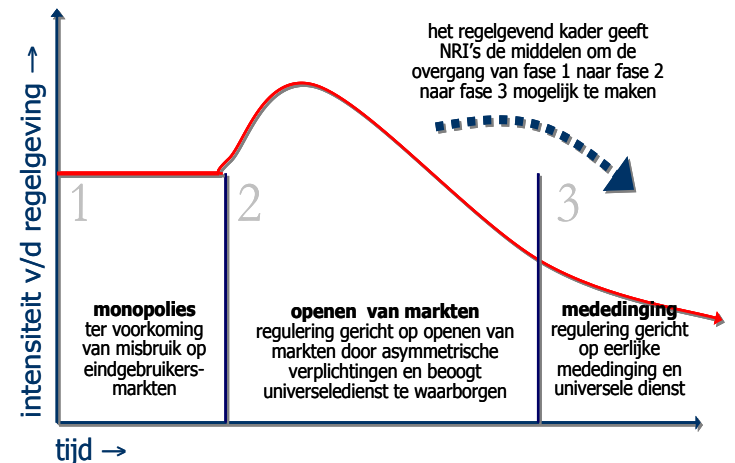 het regelgevend kader geeft
NRI's de middelen om de
overgang van fase 1 naar fase 2
naar fase 3 mogelijk te maken
intensiteit v/d regelgeving →
1
2
3
monopolies
ter voorkoming
van misbruik op
eindgebruikers-
markten
openen van markten
regulering gericht op openen van
markten door asymmetrische
verplichtingen en beoogt
universeledienst te waarborgen
mededinging
regulering gericht
op eerlijke
mededinging en
universele dienst
tijd →